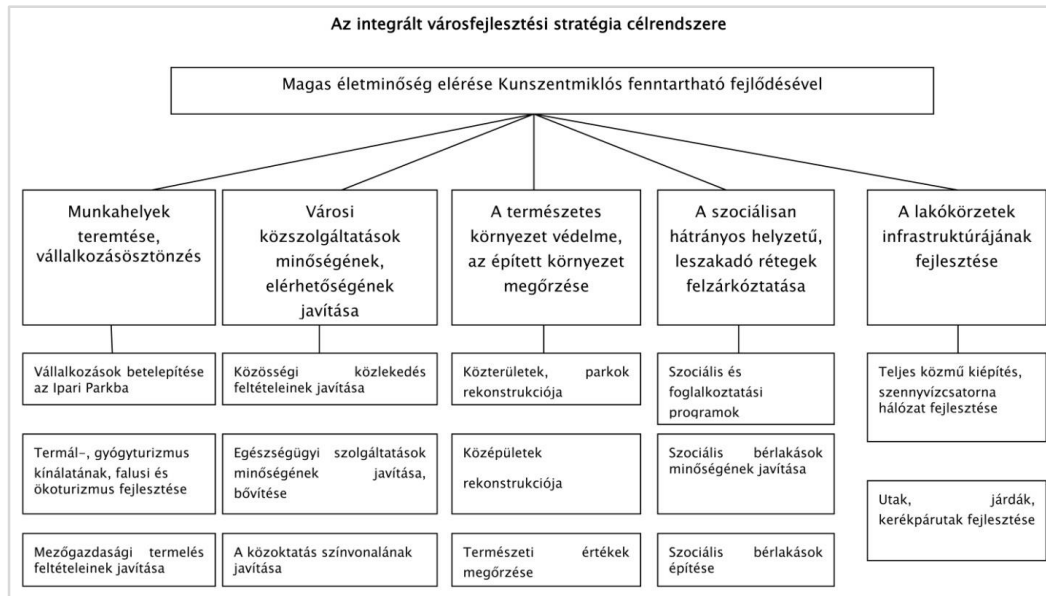 Az integrált városfejlesztési stratégia célrendszere
Magas életminőség elérése Kunszentmiklós fenntartható fejlődésével
Munkahelyek
teremtése,
vállalkozásösztönzés
Városi
közszolgáltatások
minőségének,
elérhetőségének
javítása
A természetes
környezet védelme,
az épített környezet
megőrzése
A szociálisan
hátrányos helyzetű,
leszakadó rétegek
felzárkóztatása
A lakókörzetek
infrastruktúrájának
fejlesztése
Vállalkozások betelepítése
az Ipari Parkba
Közösségi közlekedés
feltételeinek javítása
Közterületek, parkok
rekonstrukciója
Szociális és
foglalkoztatási
programok
Teljes közmű kiépítés,
szennyvízcsatorna
hálózat fejlesztése
Termál-, gyógyturizmus
kínálatának, falusi és
ökoturizmus fejlesztése
Egészségügyi szolgáltatások
minőségének javítása,
bővítése
Középületek
rekonstrukciója
Szociális bérlakások
minőségének javítása
Utak, járdák,
kerékpárutak fejlesztése
Mezőgazdasági termelés
feltételeinek javítása
A közoktatás színvonalának
javítása
Természeti értékek
megőrzése
Szociális bérlakások
építése